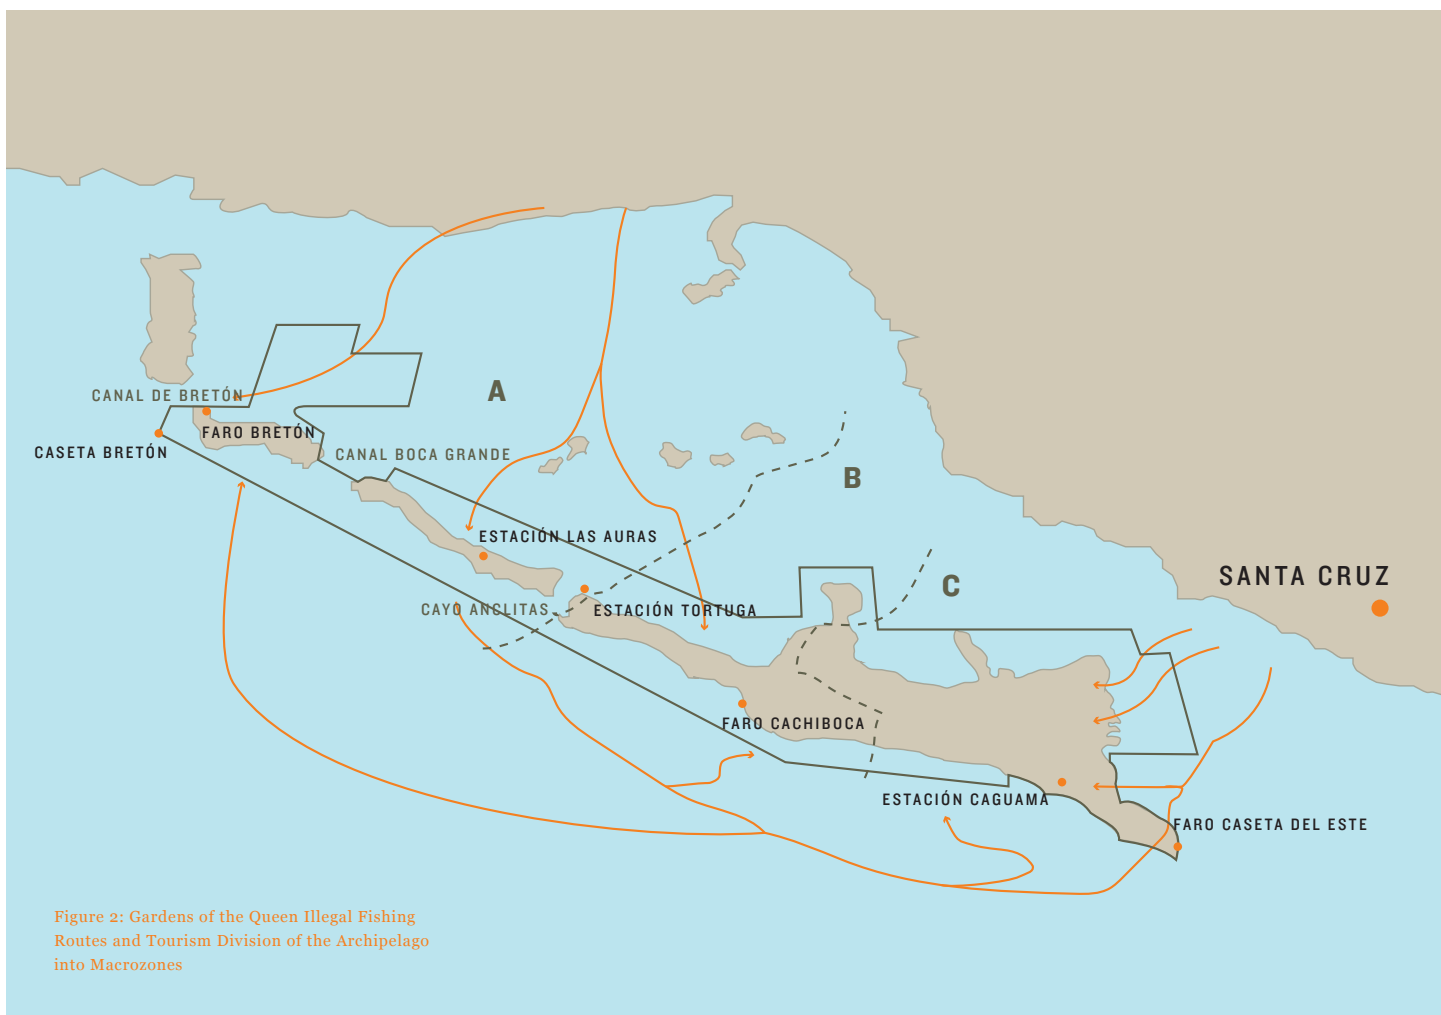 A
CANAL DE BRETÓN
FARO BRETÓN
CASETA BRETÓN
CANAL BOCA GRANDE
B
ESTACIÓN LAS AURAS
SANTA CRUZ
C
CAYO ANCLITAS
ESTACIÓN TORTUGA
FARO CACHIBOCA
ESTACIÓN CAGUAMA
FARO CASETA DEL ESTE
Figure 2: Gardens of the Queen Illegal Fishing
Routes and Tourism Division of the Archipelago
into Macrozones